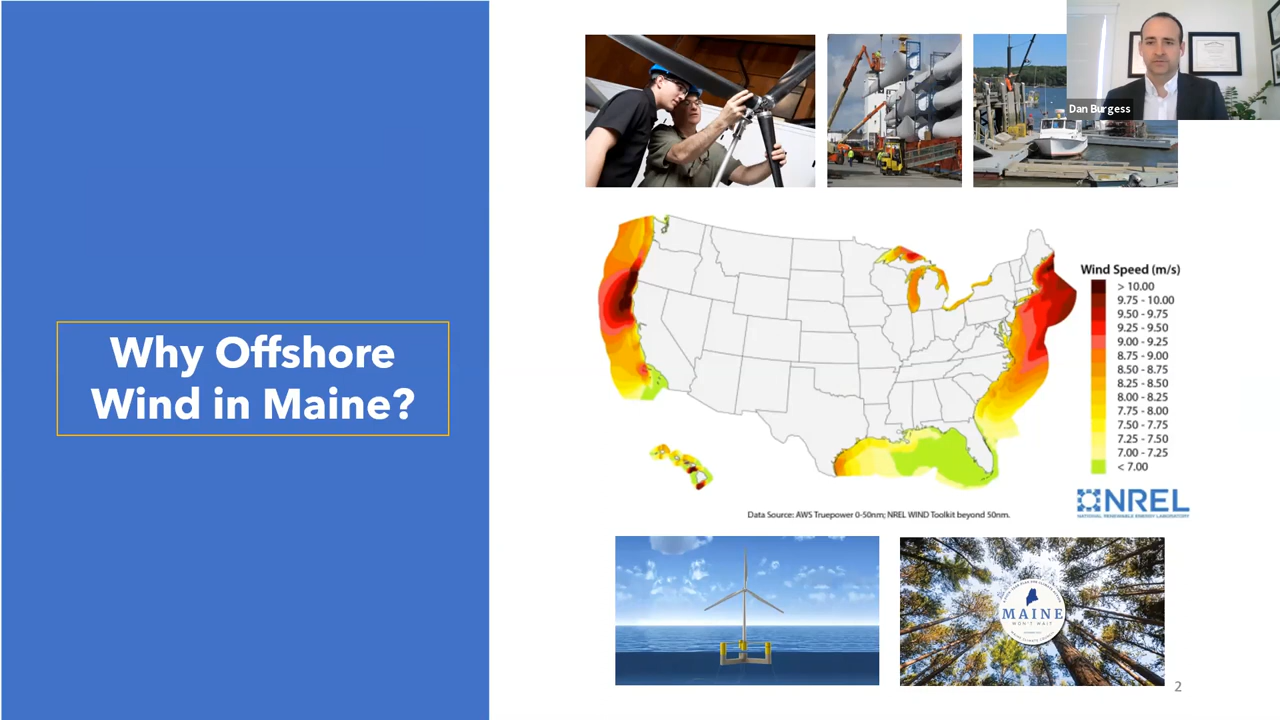 Why Offshore
Wind in Maine?
Dan Burgess
Wind Speed (m/s)
> 10.00
9.75 - 10.00
9.50 - 9.75
9.25 - 9.50
9.00 - 9.25
8.75 - 9.00
8.50 - 8.75
8.25 - 8.50
8.00 - 8.25
7.75 - 8.00
7.50 - 7.75
7.25 - 7.50
7.00 - 7.25
< 7.00
NREL
NATIONAL RENEWABLE ENERGY LABORATORY
Data Source: AWS Truepower 0-50nm; NREL WIND Toolkit beyond 50nm.
MAINE
WON'T WAIT
2